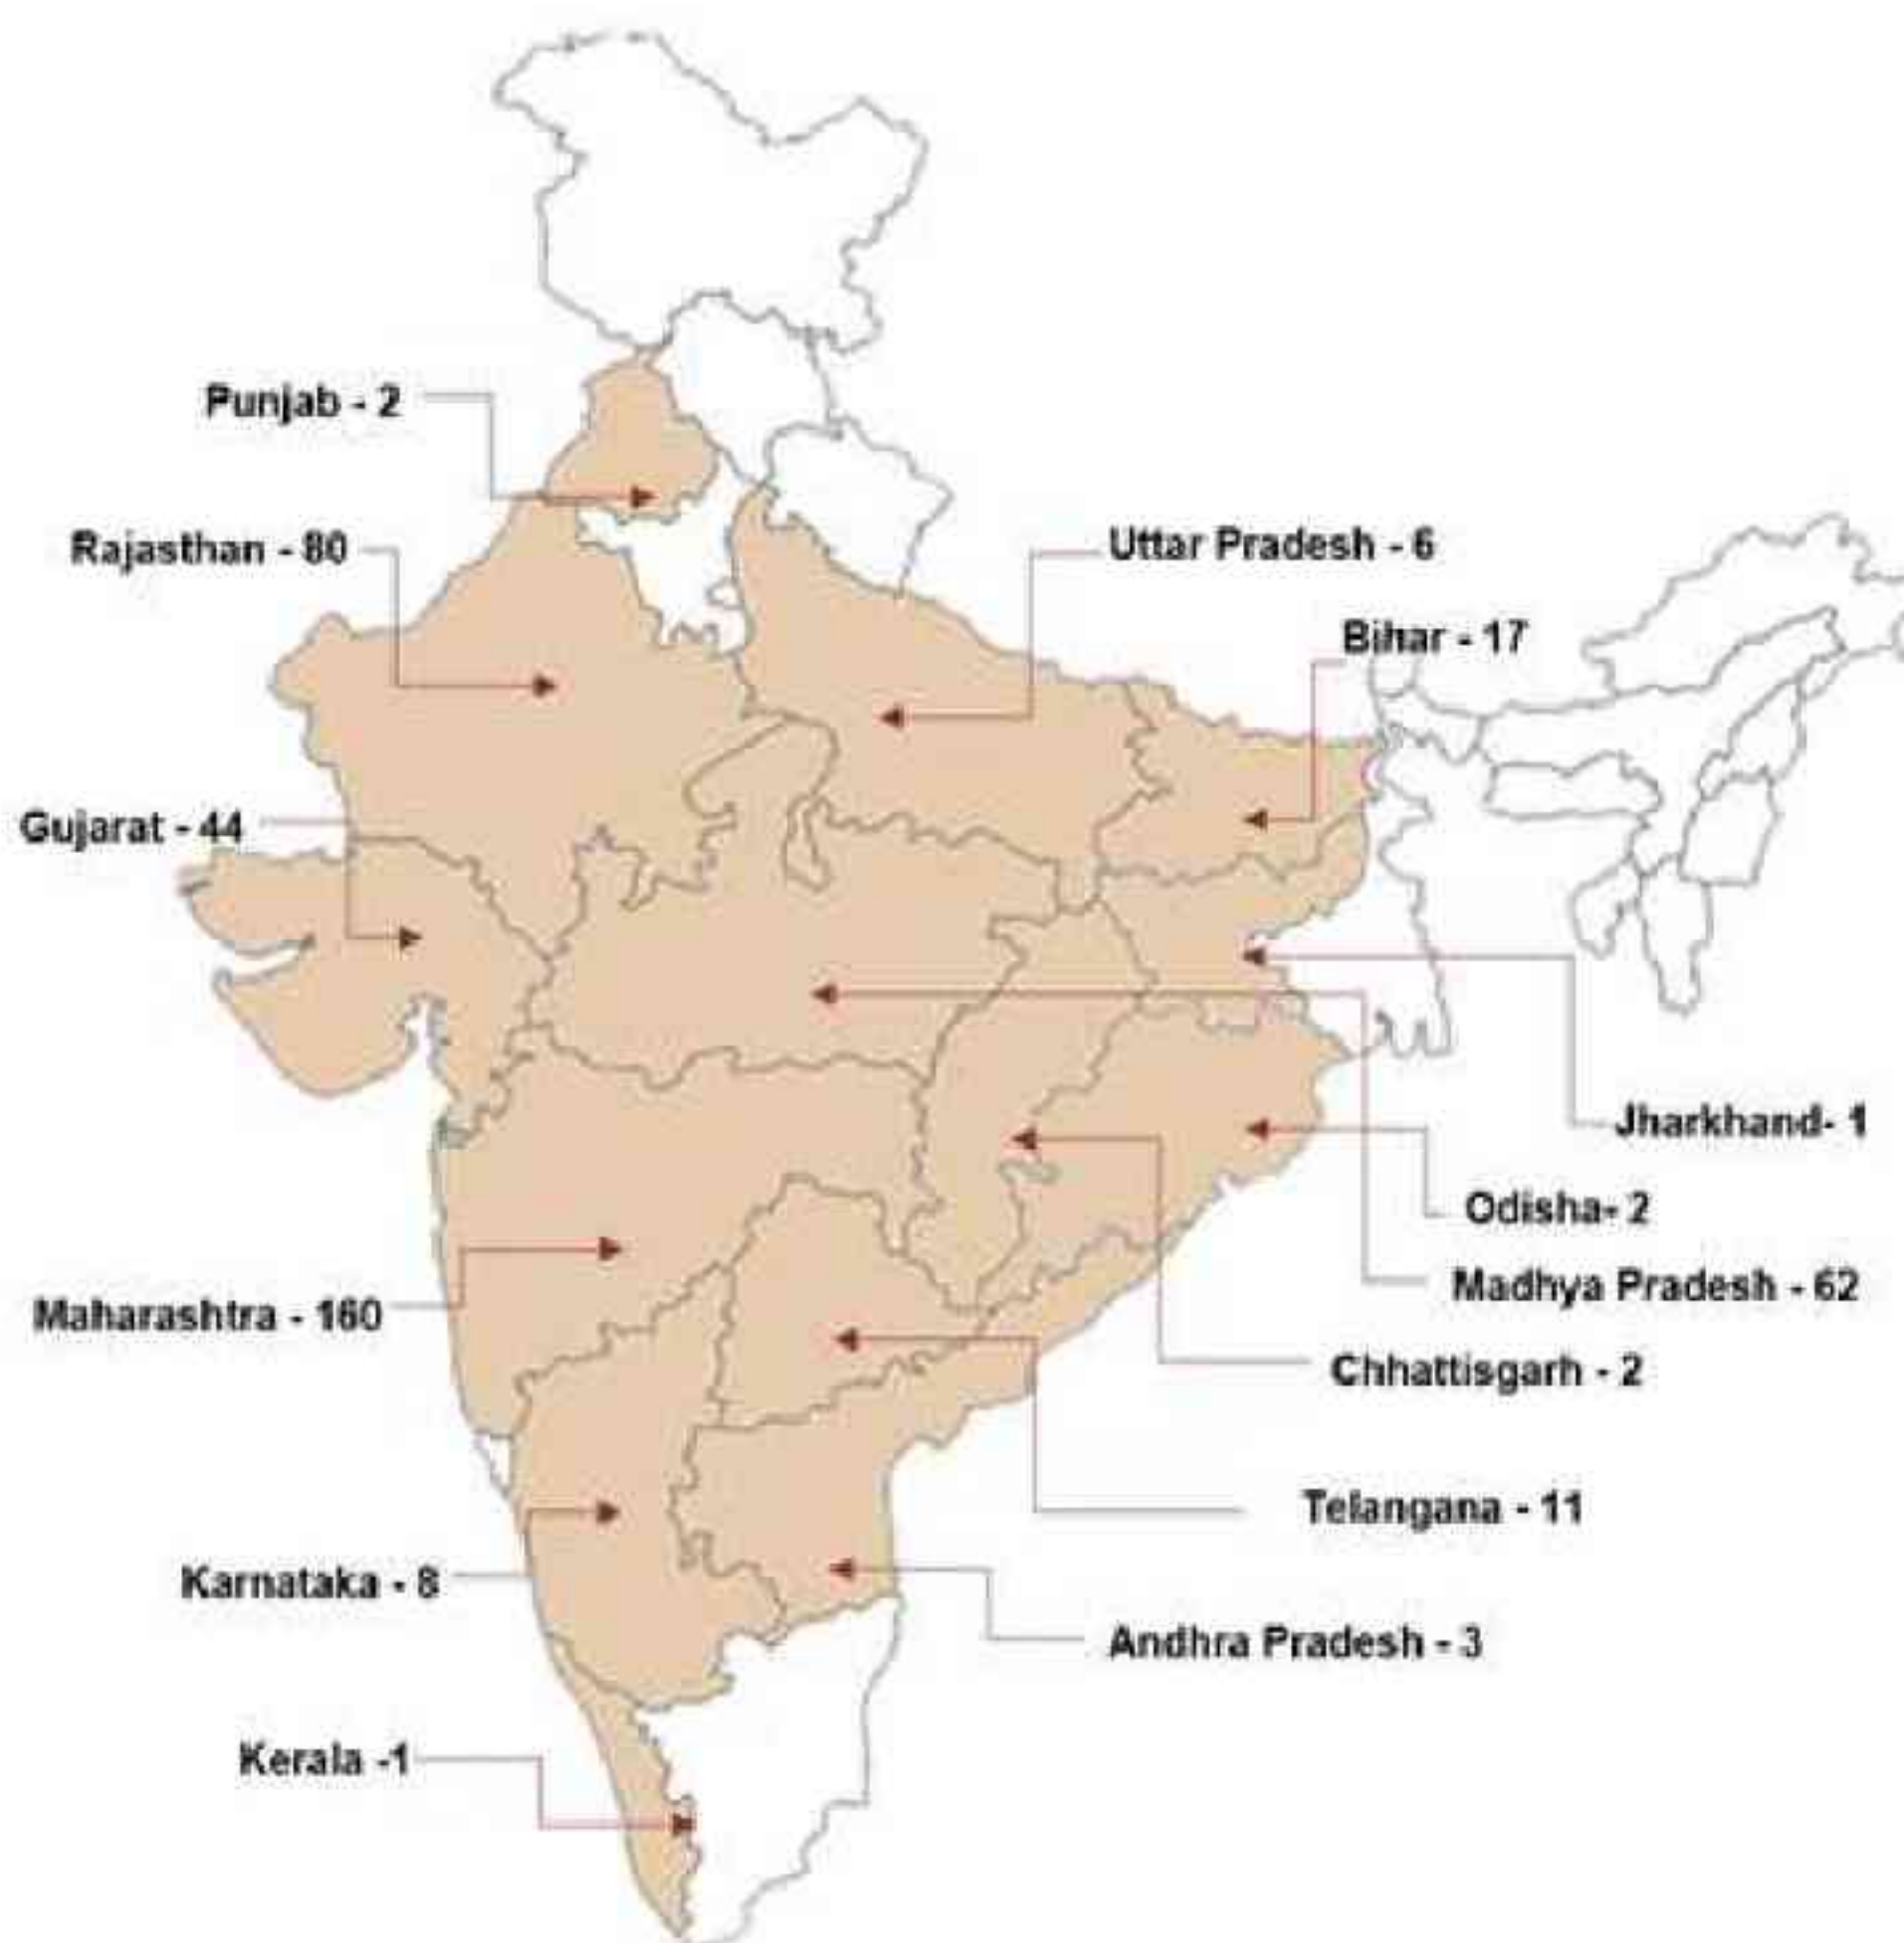 Punjab - 2
Rajasthan - 80
Uttar Pradesh - 6
Bihar - 17
Gujarat - 44
Jharkhand- 1
Odisha- 2
Madhya Pradesh - 62
Maharashtra - 160
Chhattisgarh - 2
Telangana - 11
Karnataka - 8
Andhra Pradesh - 3
Kerala -1